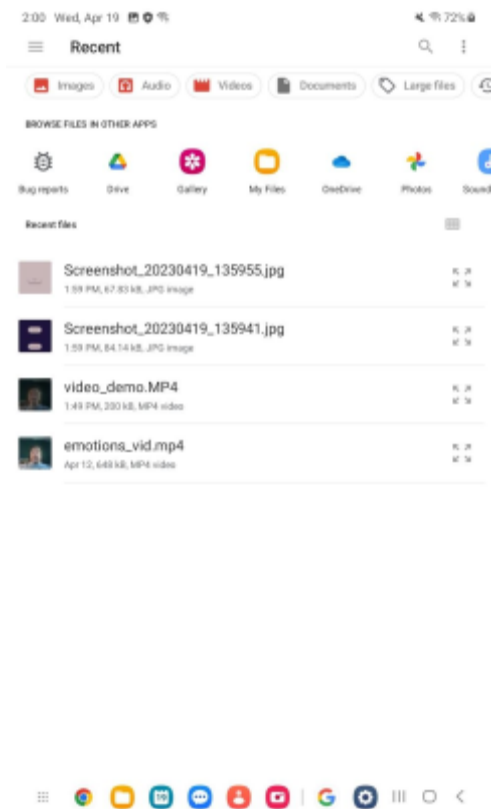 2:00 Wed, Apr 19 72%
Recent
Images Audio Videos Documents Large files
BROWSE FILES IN OTHER APPS
Bug reports Drive Gallery My Files OneDrive Photos Sound
Recent files
Screenshot_20230419_135955.jpg
1:59 PM, 67.83 kB, JPG image
Screenshot_20230419_135941.jpg
1:59 PM, 84.14 kB, JPG image
video_demo.MP4
1:49 PM, 200 kB, MP4 video
emotions_vid.mp4
Apr 12, 648 kB, MP4 video
19